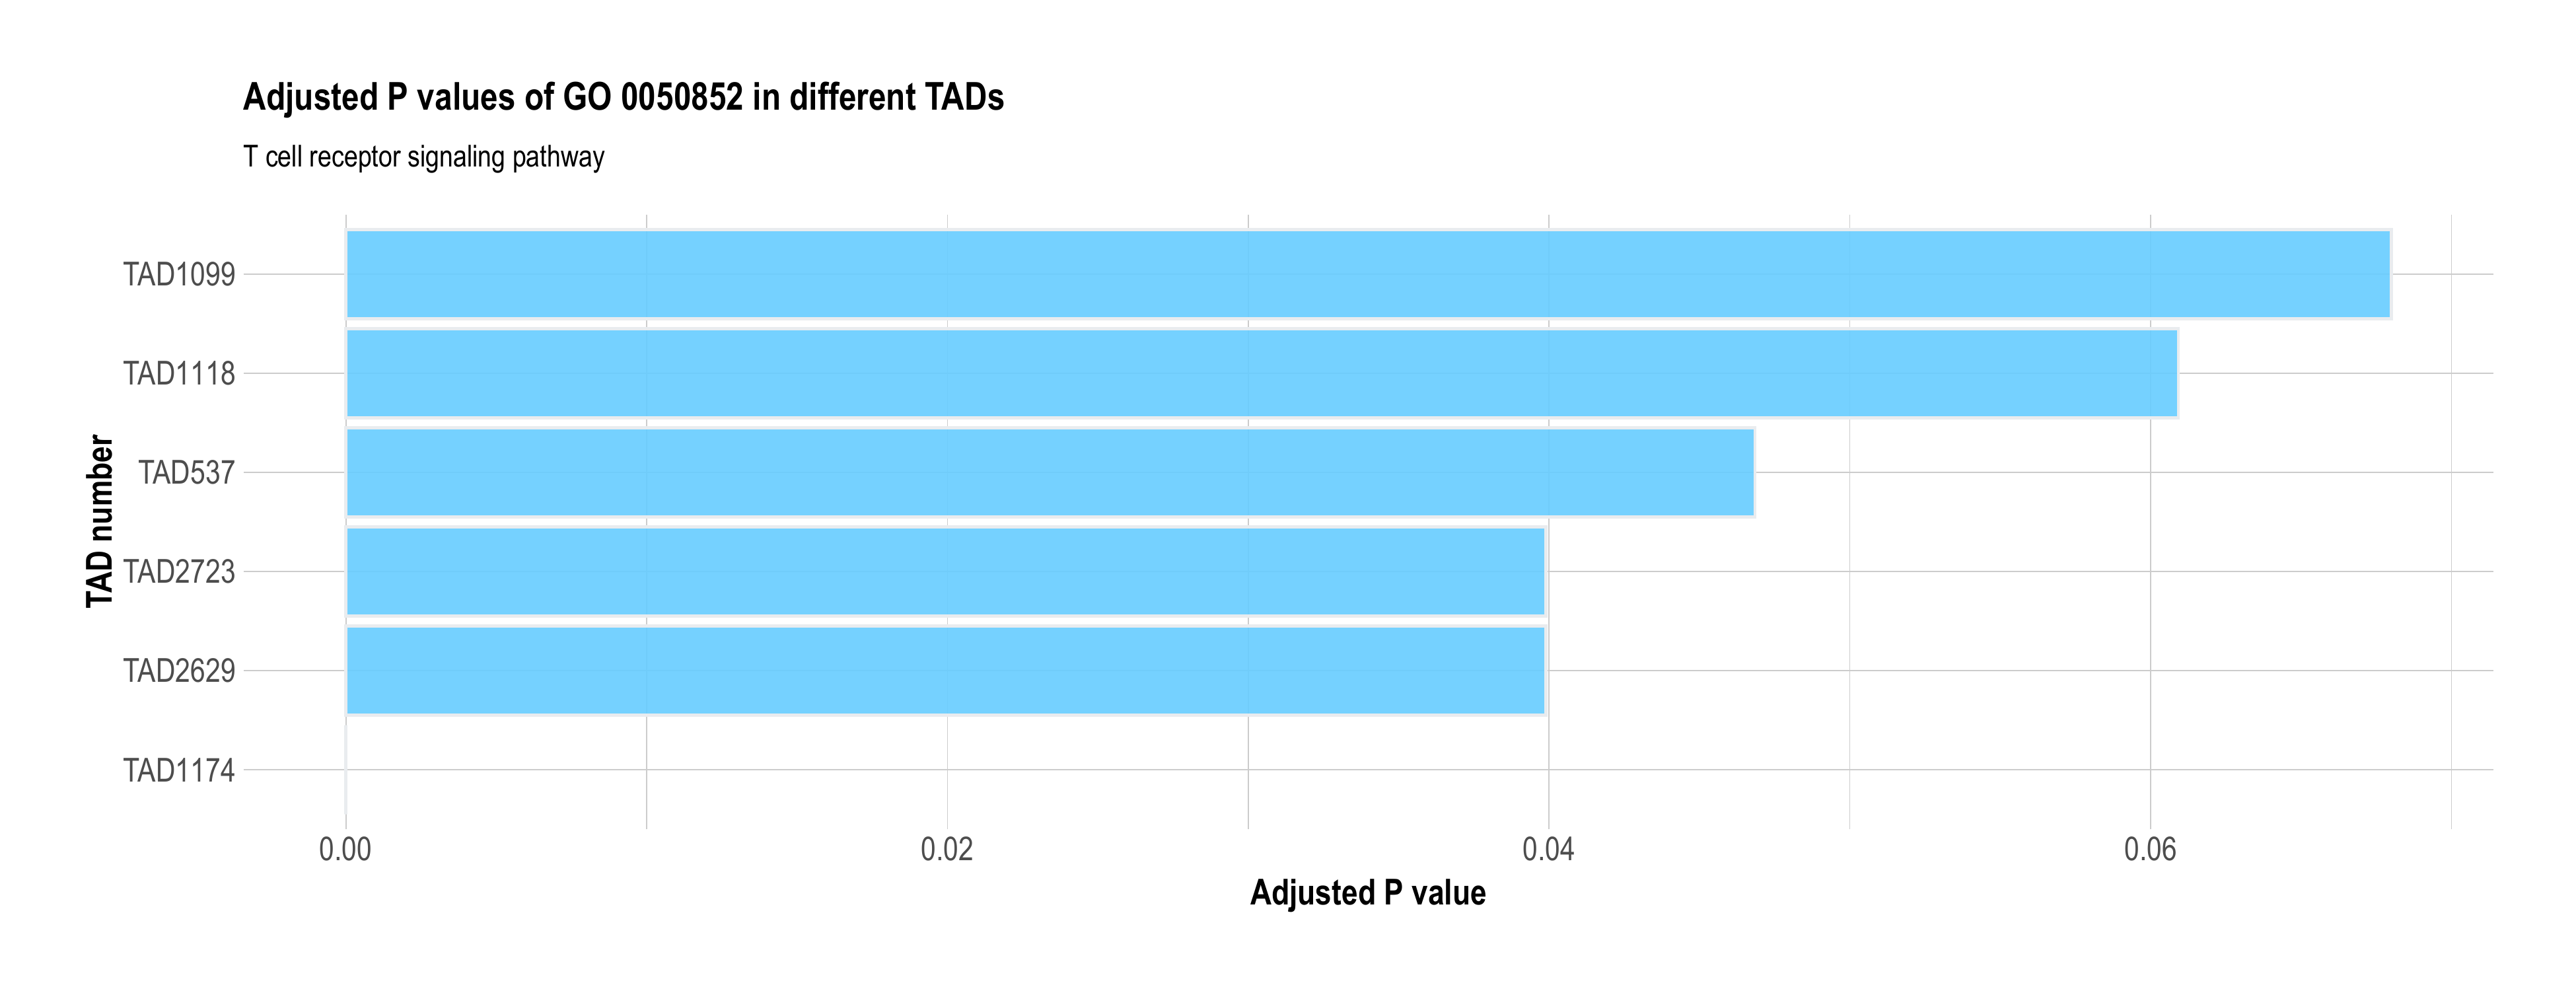 Adjusted P values of GO 0050852 in different TADs
T cell receptor signaling pathway
TAD number
TAD1099
TAD1118
TAD537
TAD2723
TAD2629
TAD1174
0.00 0.02 0.04 0.06
Adjusted P value